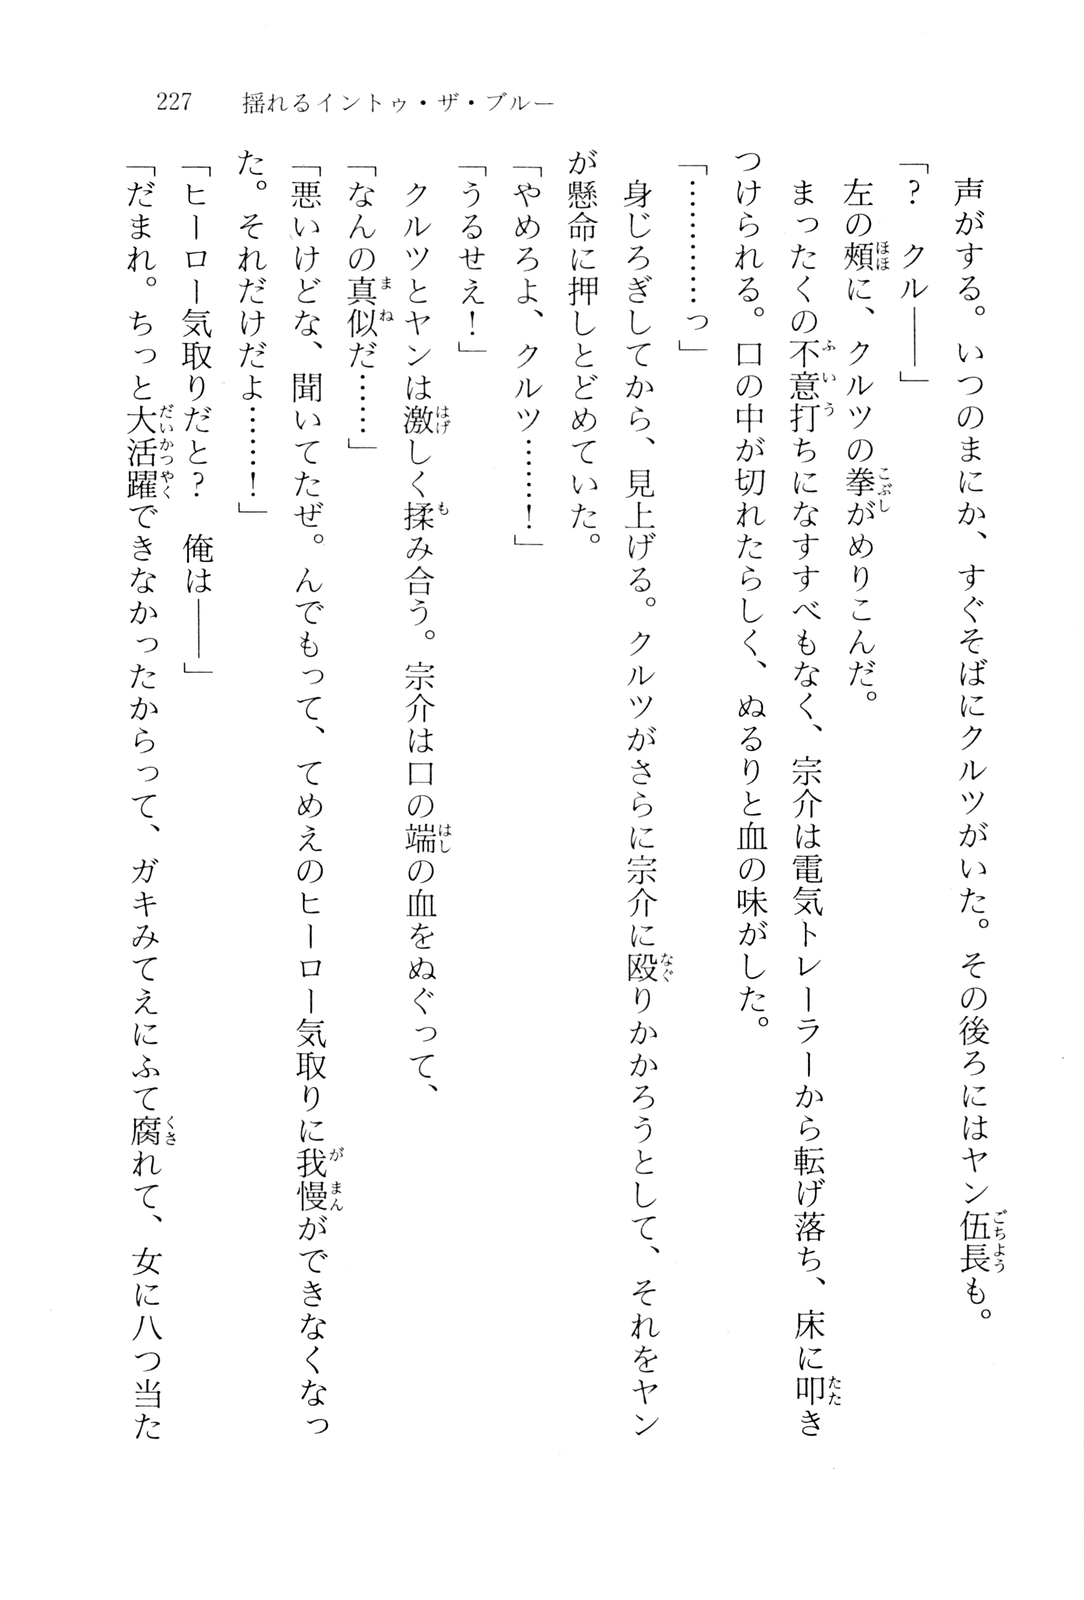 227　揺れるイントゥ・ザ・ブルー
　声がする。いつのまにか、すぐそばにクルツがいた。その後ろにはヤン伍長も。
「？　クル――」
　左の頰に、クルツの拳がめりこんだ。
　まったくの不意打ちになすすべもなく、宗介は電気トレーラーから転げ落ち、床に叩き
つけられる。口の中が切れたらしく、ぬるりと血の味がした。
「…………っ」
　身じろぎしてから、見上げる。クルツがさらに宗介に殴りかかろうとして、それをヤン
が懸命に押しとどめていた。
「やめろよ、クルツ……！」
「うるせえ！」
　クルツとヤンは激しく揉み合う。宗介は口の端の血をぬぐって、
「なんの真似だ……」
「悪いけどな、聞いてたぜ。んでもって、てめえのヒーロー気取りに我慢ができなくなっ
た。それだけだよ……！」
「ヒーロー気取りだと？　俺は――」
「だまれ。ちっと大活躍できなかったからって、ガキみてえにふて腐れて、女に八つ当た